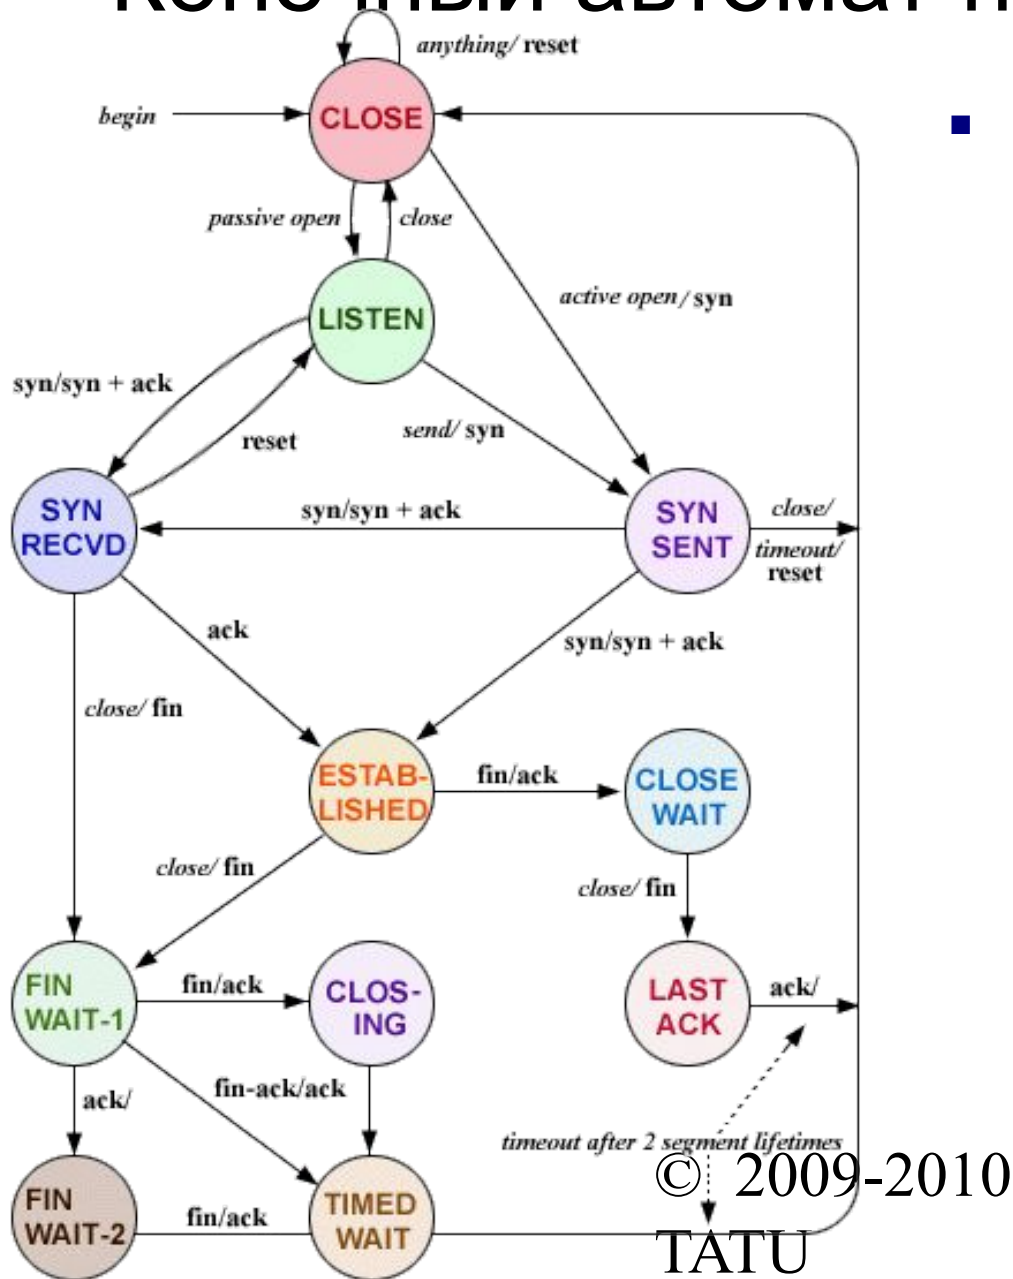 Конечный автомат п
anything/ reset
begin
CLOSE
passive open
close
active open/ syn
LISTEN
syn/syn + ack
reset
send/ syn
SYN
RECVD
syn/syn + ack
SYN
SENT
close/
timeout/
reset
ack
syn/syn + ack
close/ fin
ESTAB-
LISHED
fin/ack
CLOSE
WAIT
close/ fin
close/ fin
FIN
WAIT-1
fin/ack
CLOS-
ING
LAST
ACK
ack/
ack/
fin-ack/ack
timeout after 2 segment lifetimes
FIN
WAIT-2
fin/ack
TIMED
WAIT
© 2009-2010
TATU